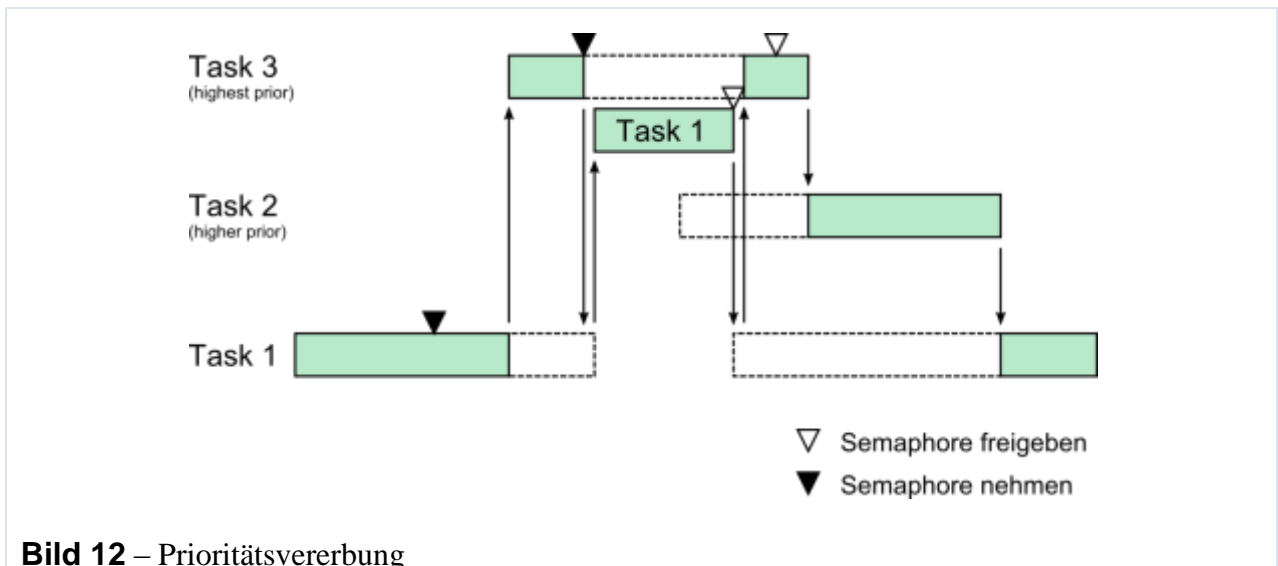 Task 3
(highest prior)
Task 1
Task 2
(higher prior)
Task 1
Semaphore freigeben
Semaphore nehmen
Bild 12 – Prioritätsvererbung